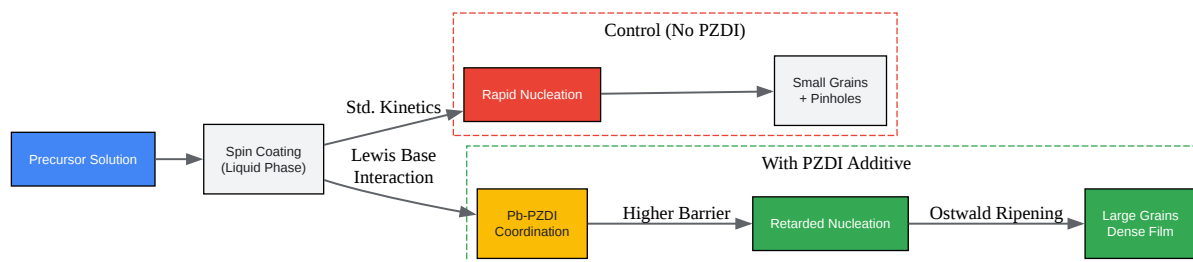 Control (No PZDI)
Rapid Nucleation
Small Grains
+ Pinholes
Std. Kinetics
Precursor Solution
Spin Coating
(Liquid Phase)
Lewis Base
Interaction
With PZDI Additive
Pb-PZDI
Coordination
Higher Barrier
Retarded Nucleation
Ostwald Ripening
Large Grains
Dense Film